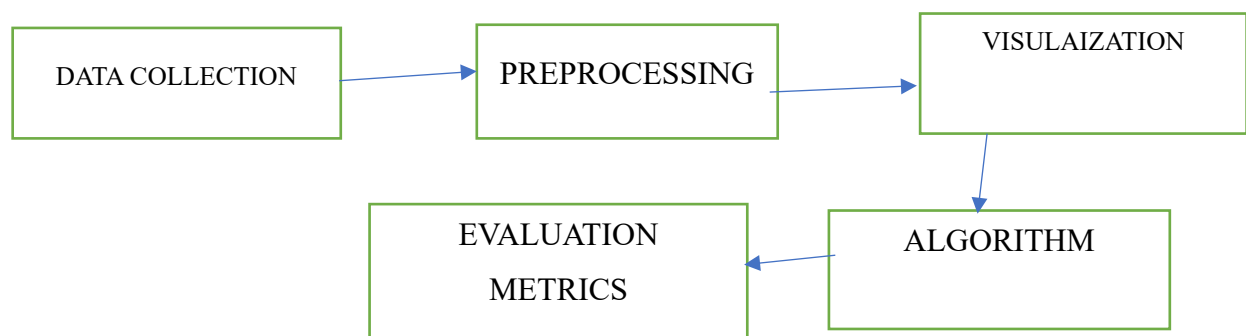 DATA COLLECTION
PREPROCESSING
VISULAIZATION
ALGORITHM
EVALUATION
METRICS